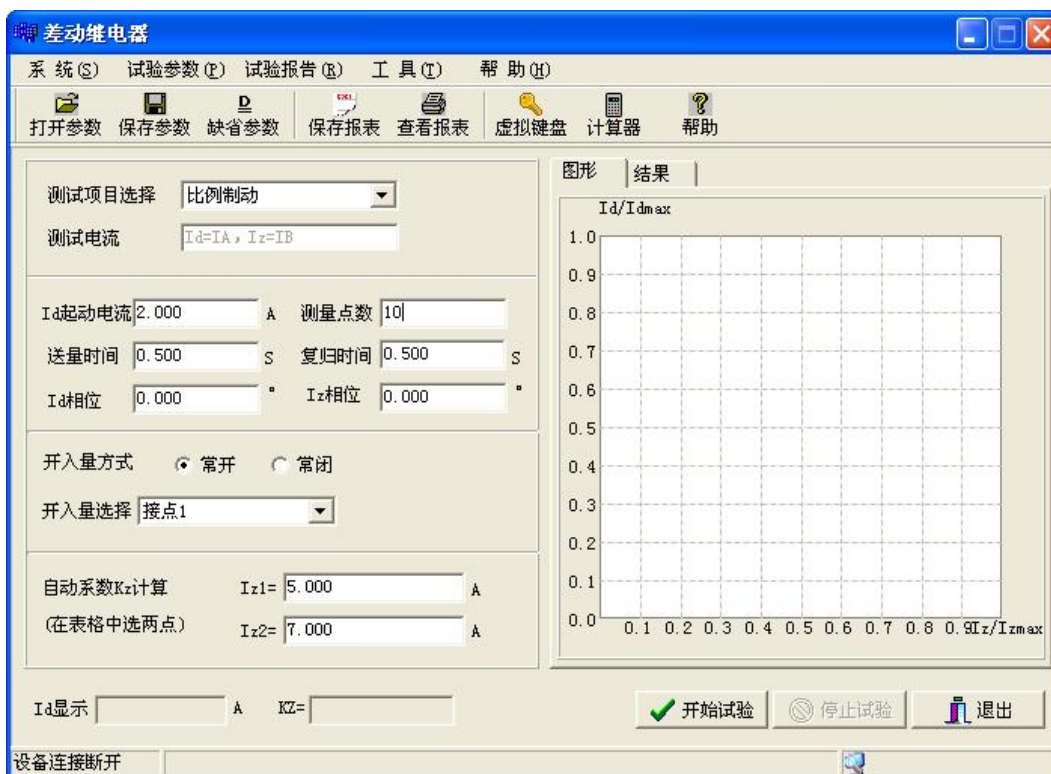 差动继电器
系 统(S) 试验参数(P) 试验报告(R) 工 具(T) 帮 助(H)
打开参数 保存参数 缺省参数 保存报表 查看报表 虚拟键盘 计算器 帮助
测试项目选择 比例制动
测试电流 Id=IA,Iz=IB
Id起动电流 2.000 A 测量点数 10
送量时间 0.500 S 复归时间 0.500 S
Id相位 0.000 ° Iz相位 0.000 °
开入量方式 常开 常闭
开入量选择 接点1
自动系数Kz计算 Iz1= 5.000 A
(在表格中选两点) Iz2= 7.000 A
Id显示 A KZ=
图形 结果
Id/Idmax
1.0
0.9
0.8
0.7
0.6
0.5
0.4
0.3
0.2
0.1
0.0
0.1 0.2 0.3 0.4 0.5 0.6 0.7 0.8 0.9Iz/Izmax
开始试验 停止试验 退出
设备连接断开